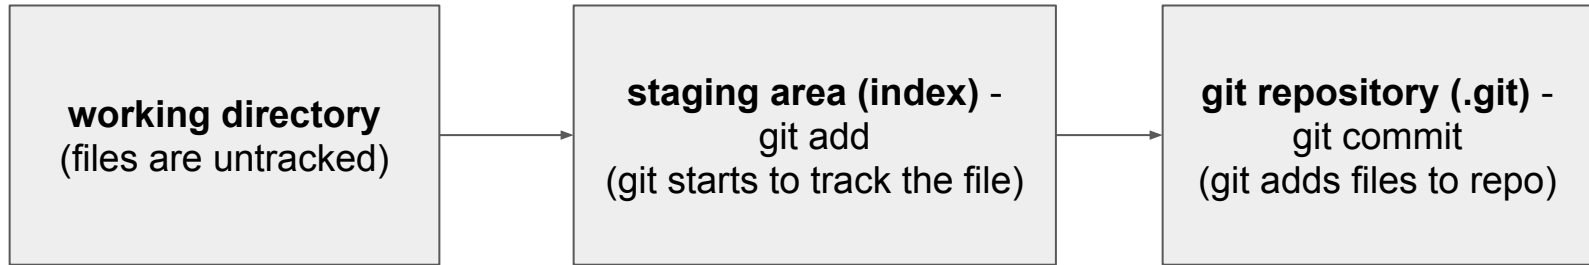 working directory
(files are untracked)
staging area (index) -
git add
(git starts to track the file)
git repository (.git) -
git commit
(git adds files to repo)